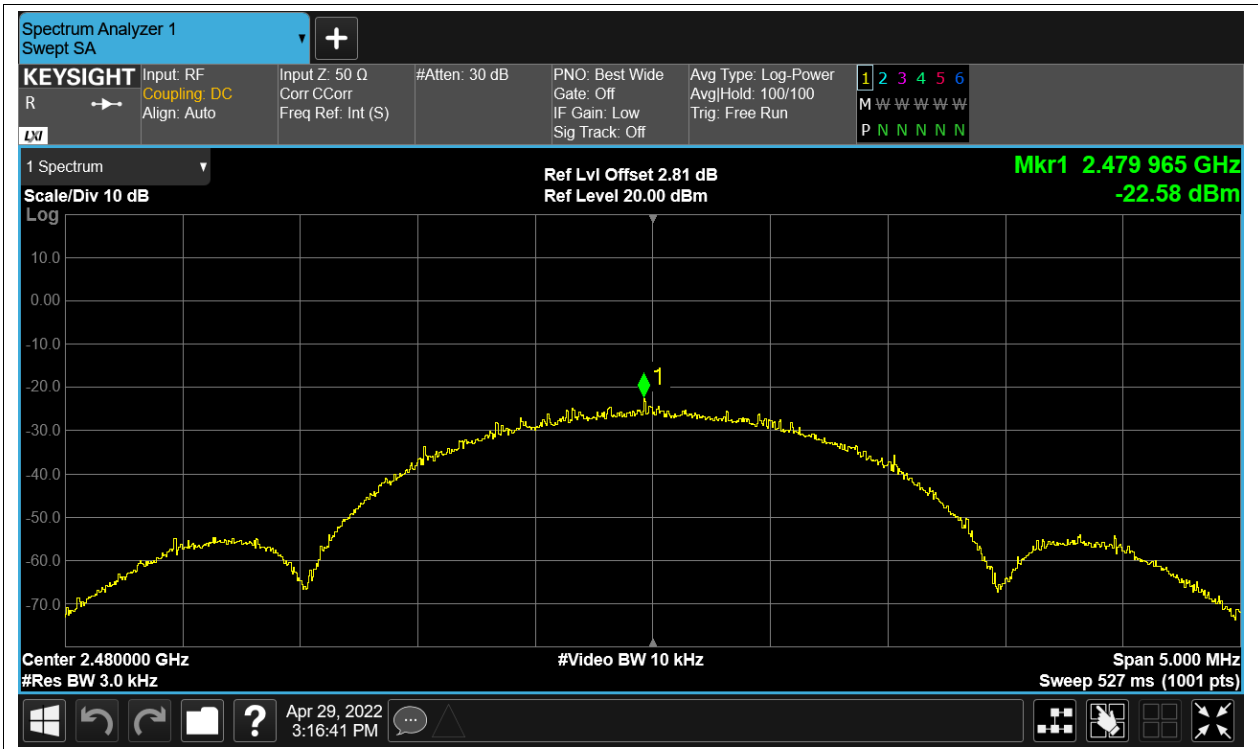 Spectrum Analyzer 1
Swept SA
KEYSIGHT
R
LXI
Input: RF
Coupling: DC
Align: Auto
Input Z: 50 Ω
Corr CCorr
Freq Ref: Int (S)
#Atten: 30 dB
PNO: Best Wide
Gate: Off
IF Gain: Low
Sig Track: Off
Avg Type: Log-Power
Avg|Hold: 100/100
Trig: Free Run
1 2 3 4 5 6
M W W W W W W
P N N N N N N
1 Spectrum
Scale/Div 10 dB
Log
Ref Lvl Offset 2.81 dB
Ref Level 20.00 dBm
Mkr1 2.479 965 GHz
-22.58 dBm
10.0
0.00
-10.0
-20.0
-30.0
-40.0
-50.0
-60.0
-70.0
1
Center 2.480000 GHz
#Res BW 3.0 kHz
#Video BW 10 kHz
Span 5.000 MHz
Sweep 527 ms (1001 pts)
?
Apr 29, 2022
3:16:41 PM